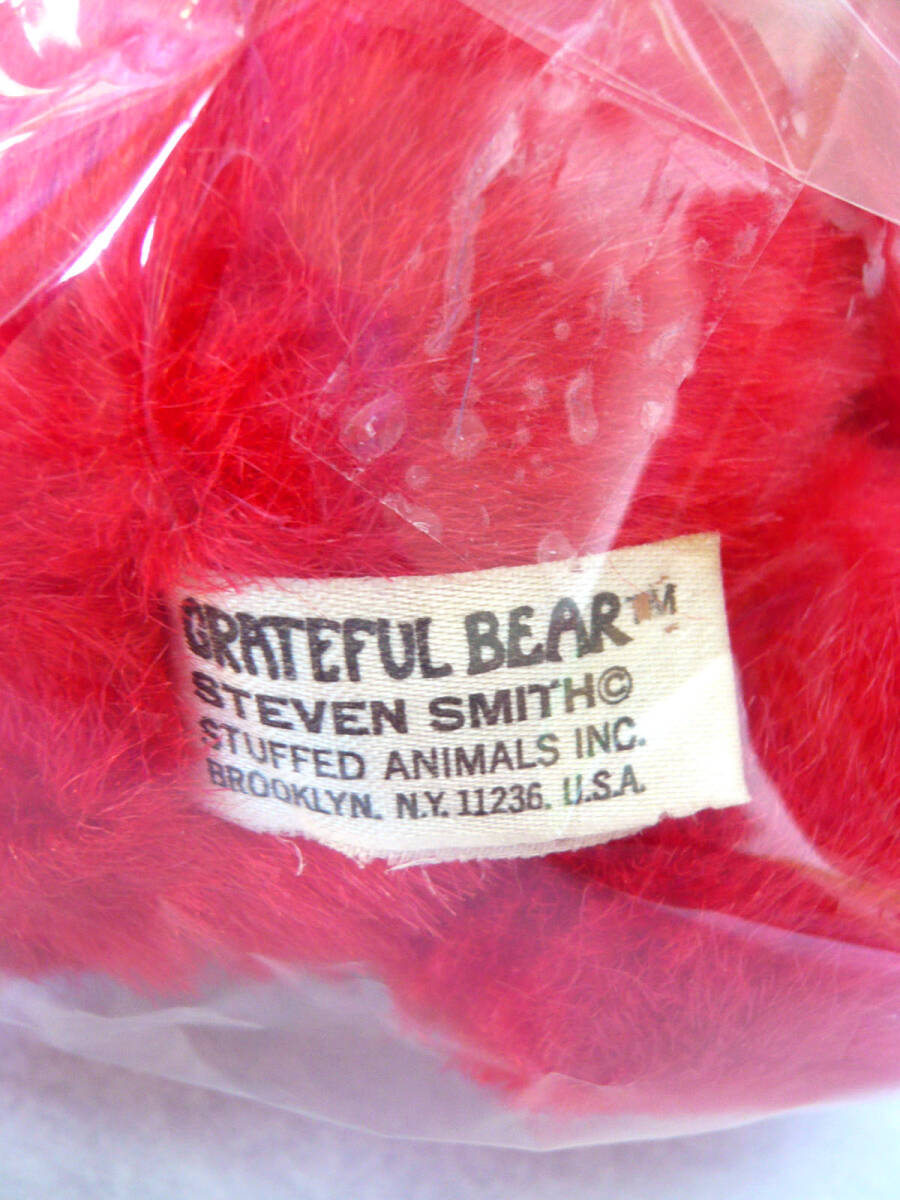 GRATEFUL BEAR™
STEVEN SMITH©
STUFFED ANIMALS INC.
BROOKLYN. N.Y. 11236. U.S.A.